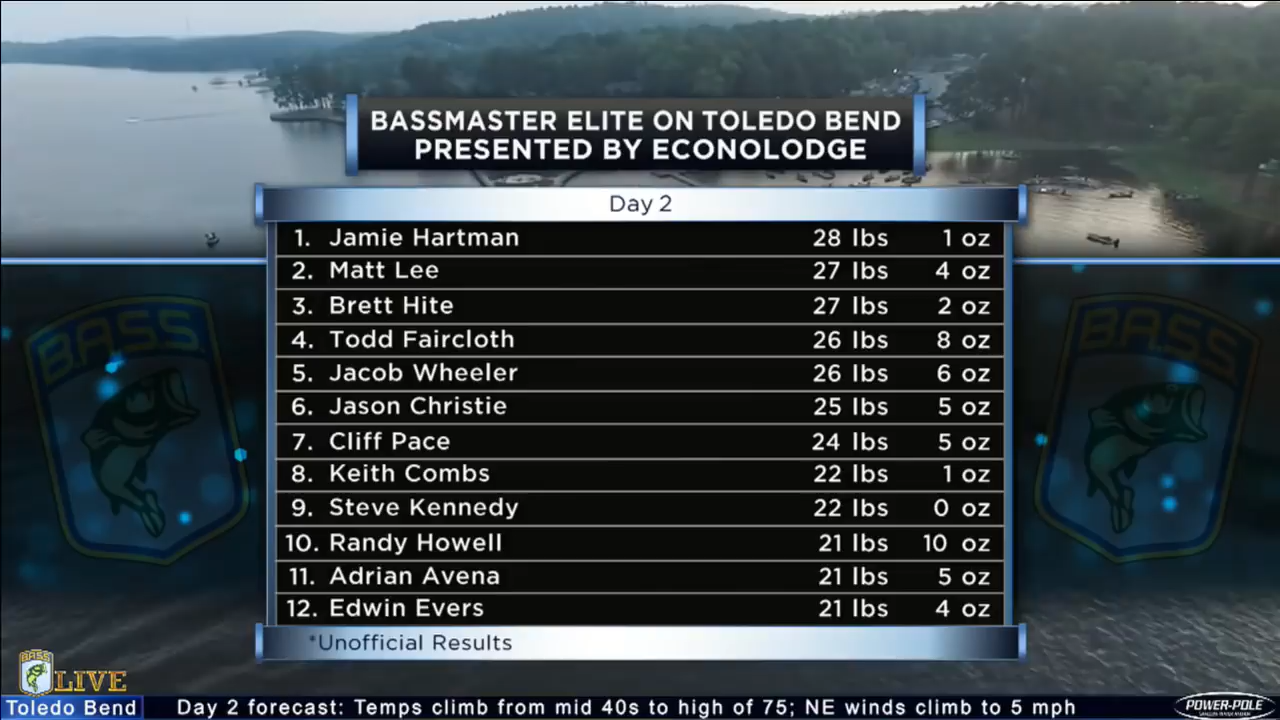 BASSMASTER ELITE ON TOLEDO BEND
PRESENTED BY ECONOLODGE
Day 2
1. Jamie Hartman 28 lbs 1 oz
2. Matt Lee 27 lbs 4 oz
3. Brett Hite 27 lbs 2 oz
4. Todd Faircloth 26 lbs 8 oz
5. Jacob Wheeler 26 lbs 6 oz
6. Jason Christie 25 lbs 5 oz
7. Cliff Pace 24 lbs 5 oz
8. Keith Combs 22 lbs 1 oz
9. Steve Kennedy 22 lbs 0 oz
10. Randy Howell 21 lbs 10 oz
11. Adrian Avena 21 lbs 5 oz
12. Edwin Evers 21 lbs 4 oz
*Unofficial Results
BASS
BASS
BASS
LIVE
Toledo Bend Day 2 forecast: Temps climb from mid 40s to high of 75; NE winds climb to 5 mph
POWER-POLE